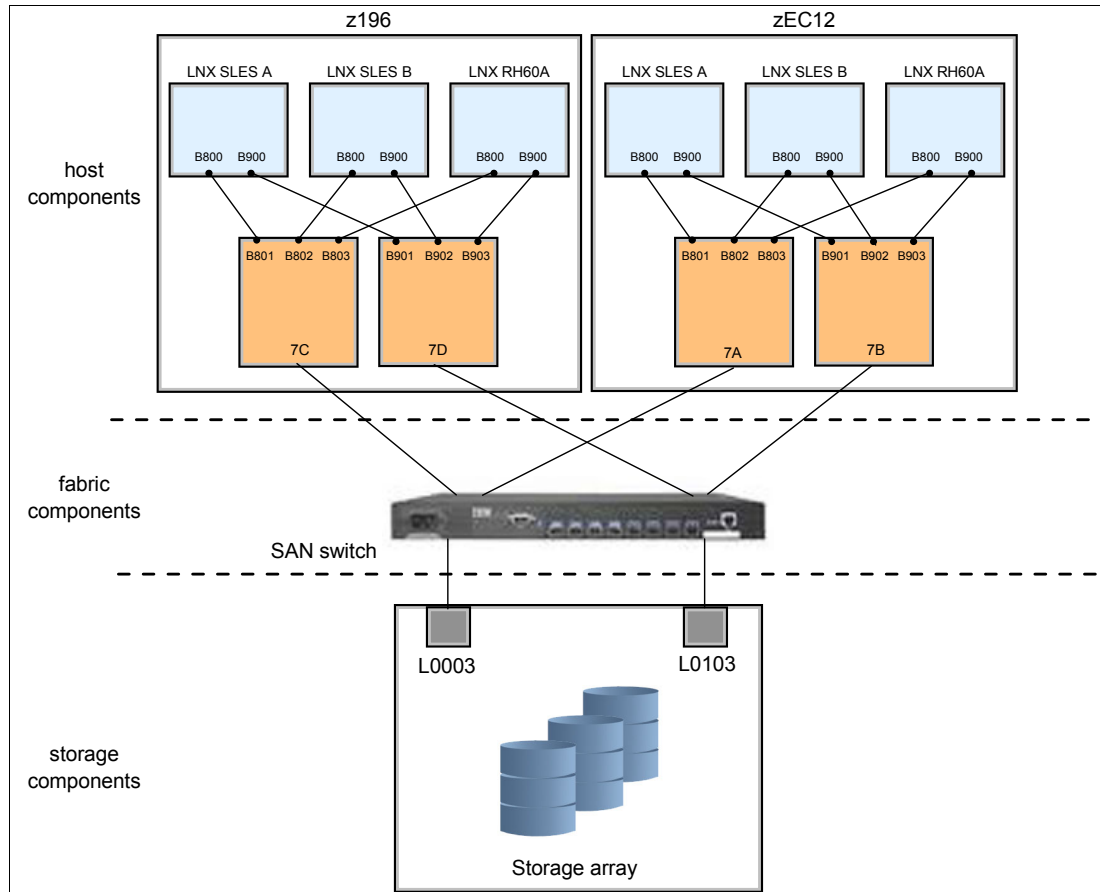 z196 zEC12
LNX SLES A LNX SLES B LNX RH60A LNX SLES A LNX SLES B LNX RH60A
host
components
B800 B900 B800 B900 B800 B900 B800 B900 B800 B900 B800 B900
B801 B802 B803 B901 B902 B903 B801 B802 B803 B901 B902 B903
7C 7D 7A 7B
fabric
components
IBM
SAN switch
L0003 L0103
storage
components
Storage array